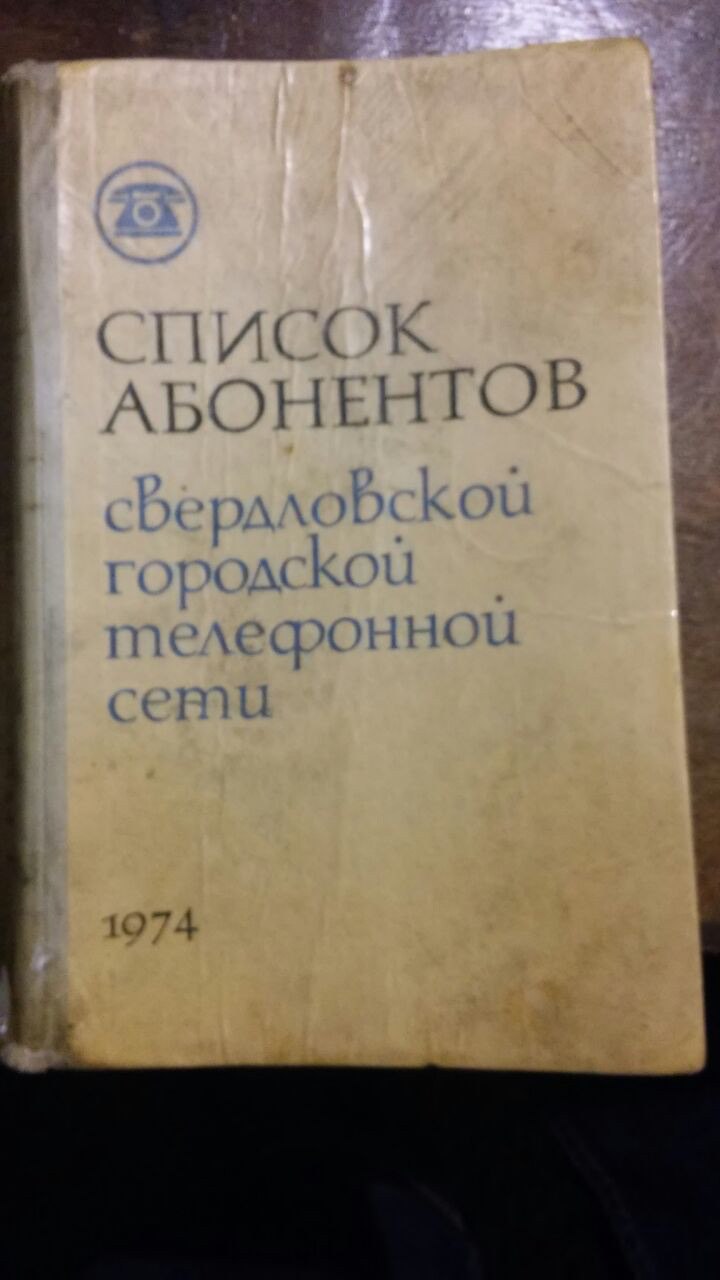 СПИСОК
АБОНЕНТОВ
свердловской
городской
телефонной
сети
1974